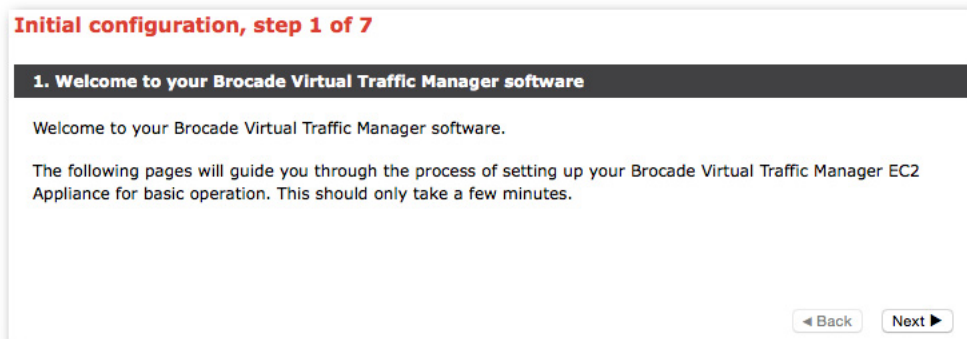 Initial configuration, step 1 of 7
1. Welcome to your Brocade Virtual Traffic Manager software
Welcome to your Brocade Virtual Traffic Manager software.
The following pages will guide you through the process of setting up your Brocade Virtual Traffic Manager EC2
Appliance for basic operation. This should only take a few minutes.
◄ Back Next ►